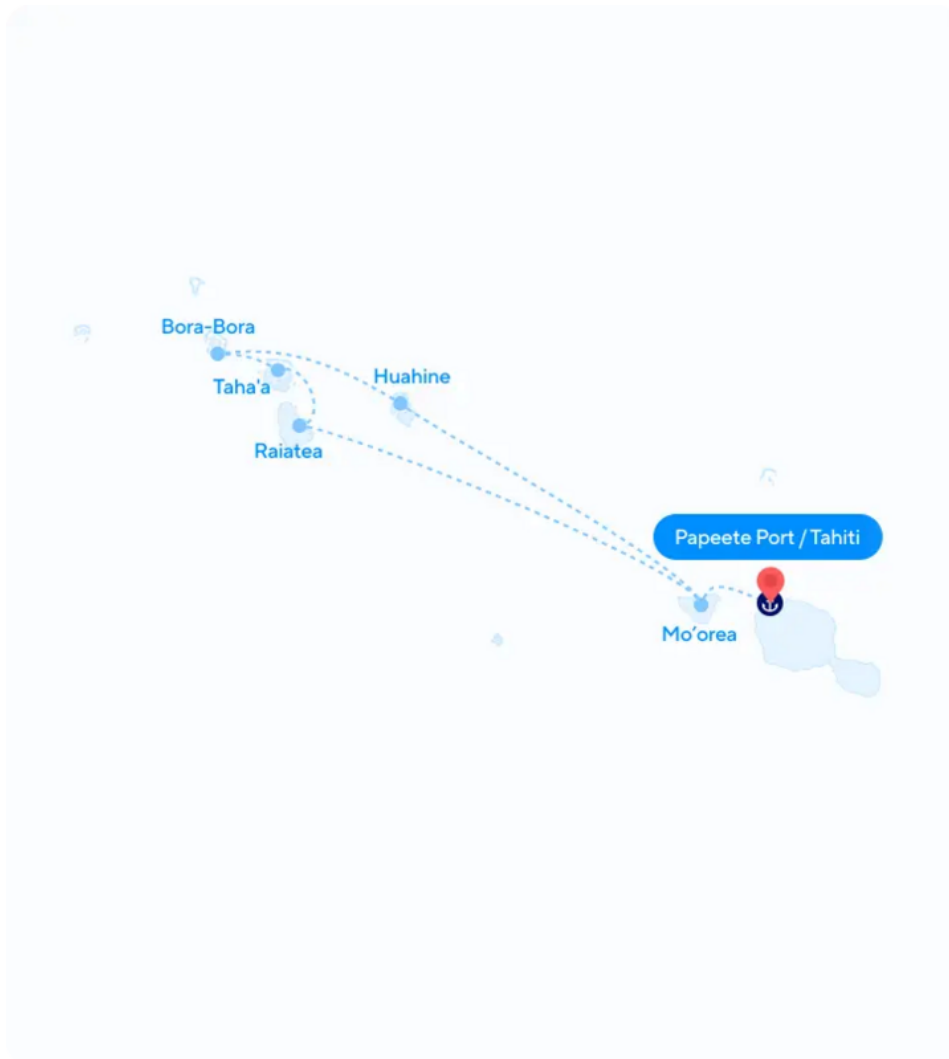 Bora-Bora
Huahine
Taha'a
Raiatea
Papeete Port / Tahiti
Mo’orea